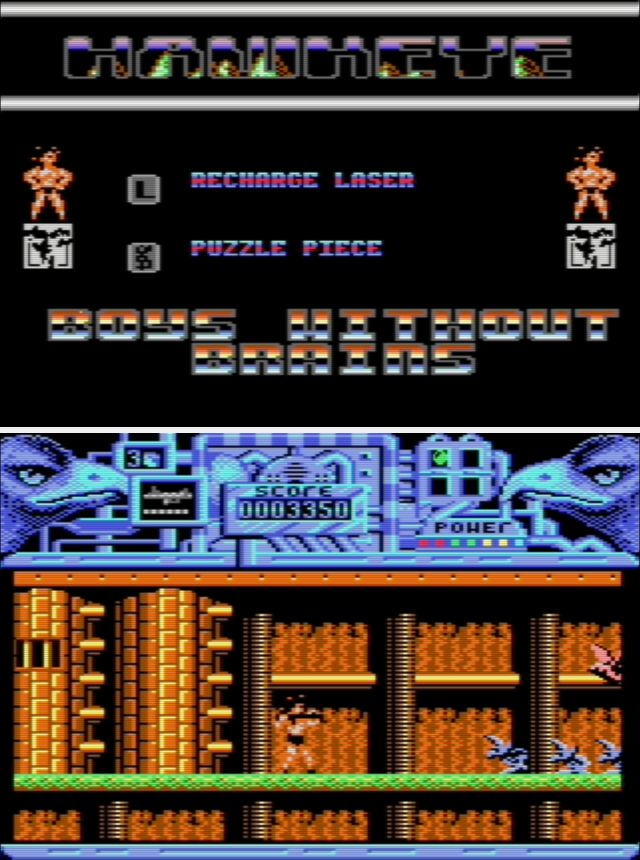 HAWKEYE
L
RECHARGE LASER
PUZZLE PIECE
BOYS WITHOUT
BRAINS
3
SCORE
0003350
POWER